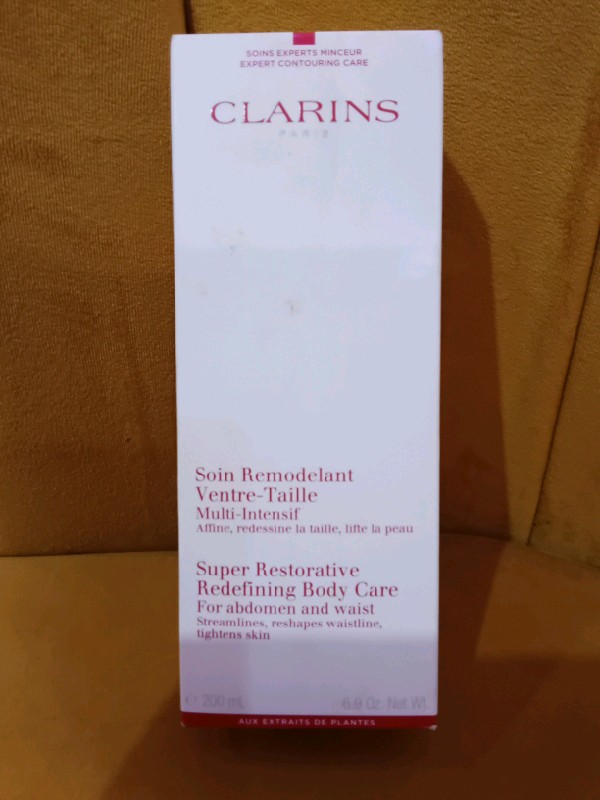 SOINS EXPERTS MINCEUR
EXPERT CONTOURING CARE
CLARINS
PARIS
Soin Remodelant
Ventre-Taille
Multi-Intensif
Affine, redessine la taille, lifte la peau
Super Restorative
Redefining Body Care
For abdomen and waist
Streamlines, reshapes waistline,
tightens skin
℮ 200 mL 6.9 Oz. Net Wt.
AUX EXTRAITS DE PLANTES